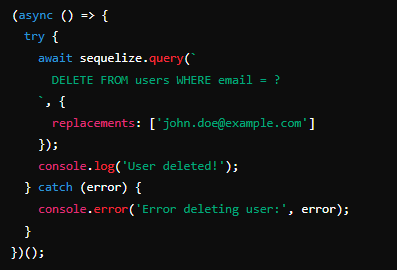 (async () => {
  try {
    await sequelize.query(`
      DELETE FROM users WHERE email = ?
    `, {
      replacements: ['john.doe@example.com']
    });
    console.log('User deleted!');
  } catch (error) {
    console.error('Error deleting user:', error);
  }
})();